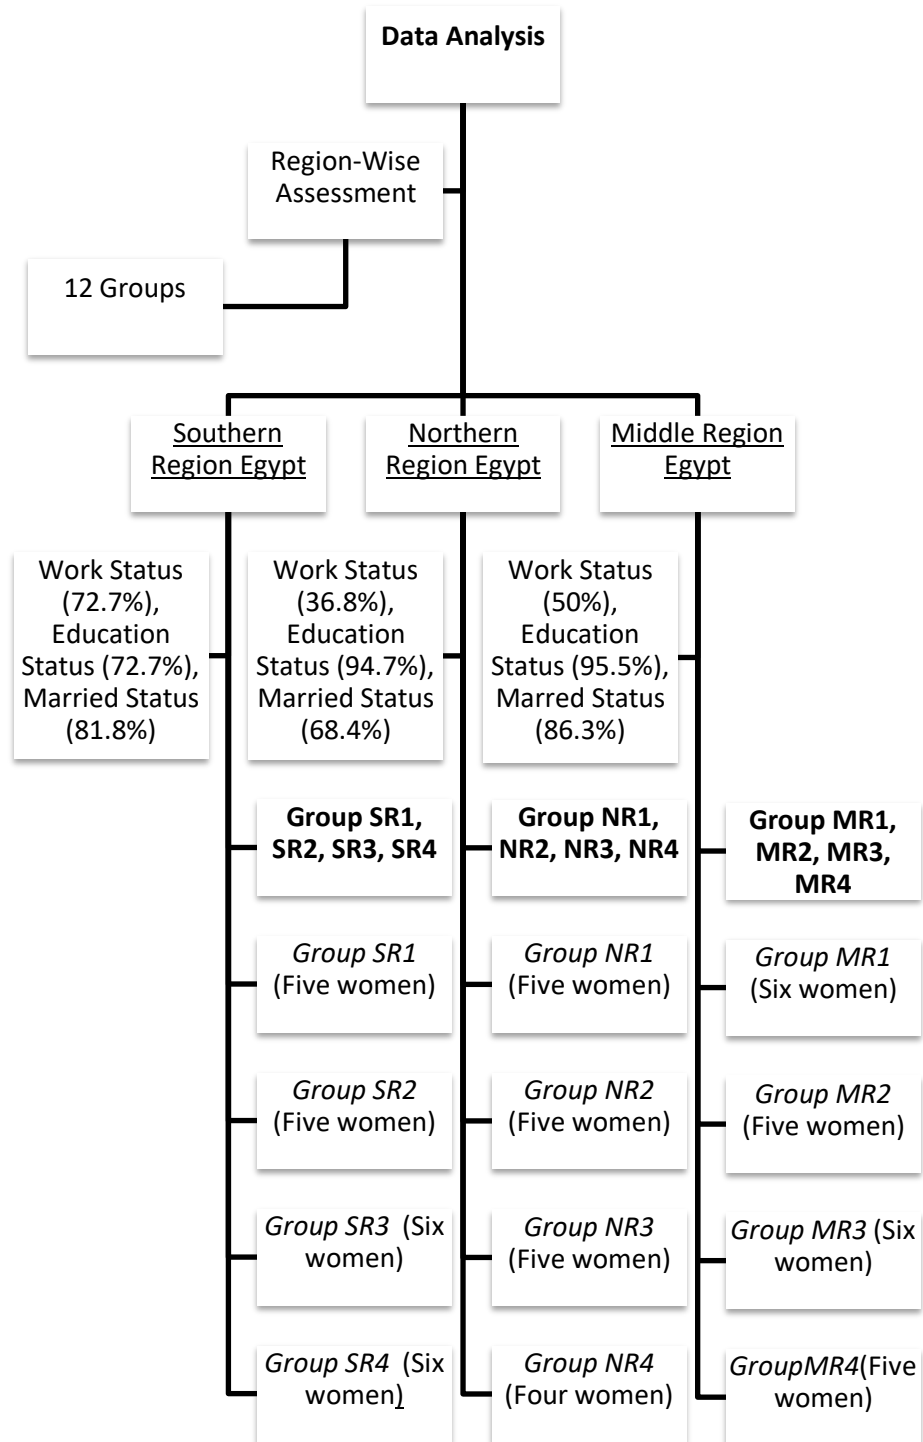 Data Analysis
Region-Wise
Assessment
12 Groups
Southern
Region Egypt
Northern
Region Egypt
Middle Region
Egypt
Work Status
(72.7%),
Education
Status (72.7%),
Married Status
(81.8%)
Work Status
(36.8%),
Education
Status (94.7%),
Married Status
(68.4%)
Work Status
(50%),
Education
Status (95.5%),
Marred Status
(86.3%)
Group SR1,
SR2, SR3, SR4
Group NR1,
NR2, NR3, NR4
Group MR1,
MR2, MR3,
MR4
Group SR1
(Five women)
Group NR1
(Five women)
Group MR1
(Six women)
Group SR2
(Five women)
Group NR2
(Five women)
Group MR2
(Five women)
Group SR3 (Six
women)
Group NR3
(Five women)
Group MR3 (Six
women)
Group SR4 (Six
women)
Group NR4
(Four women)
GroupMR4(Five
women)